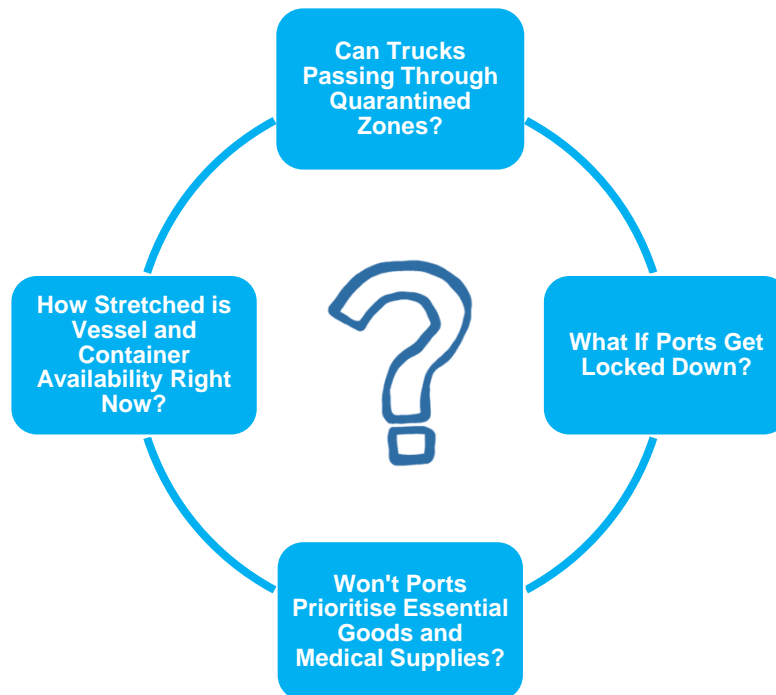 Can Trucks
Passing Through
Quarantined
Zones?
How Stretched is
Vessel and
Container
Availability Right
Now?
What If Ports Get
Locked Down?
Won't Ports
Prioritise Essential
Goods and
Medical Supplies?
?